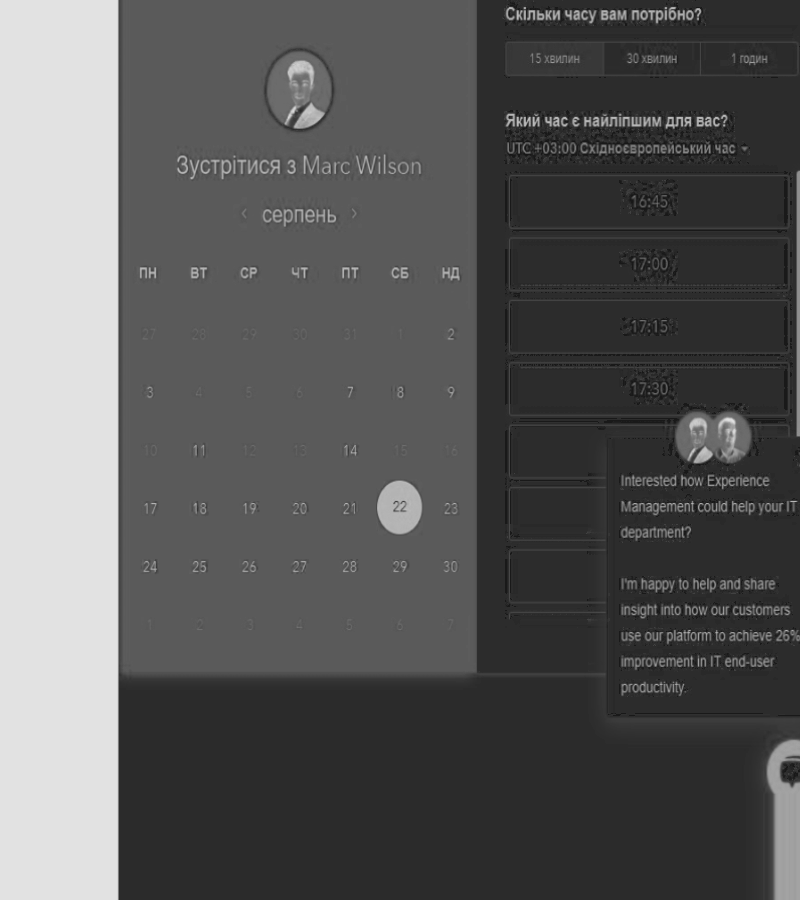 Зустрітися з Marc Wilson
‹ серпень ›
ПН ВТ СР ЧТ ПТ СБ НД
27 28 29 30 31 1 2
3 4 5 6 7 8 9
10 11 12 13 14 15 16
17 18 19 20 21 22 23
24 25 26 27 28 29 30
1 2 3 4 5 6 7
Скільки часу вам потрібно?
15 хвилин 30 хвилин 1 годин
Який час є найліпшим для вас?
UTC +03:00 Східноєвропейський час
16:45
17:00
17:15
17:30
Interested how Experience
Management could help your IT
department?
I'm happy to help and share
insight into how our customers
use our platform to achieve 26%
improvement in IT end-user
productivity.